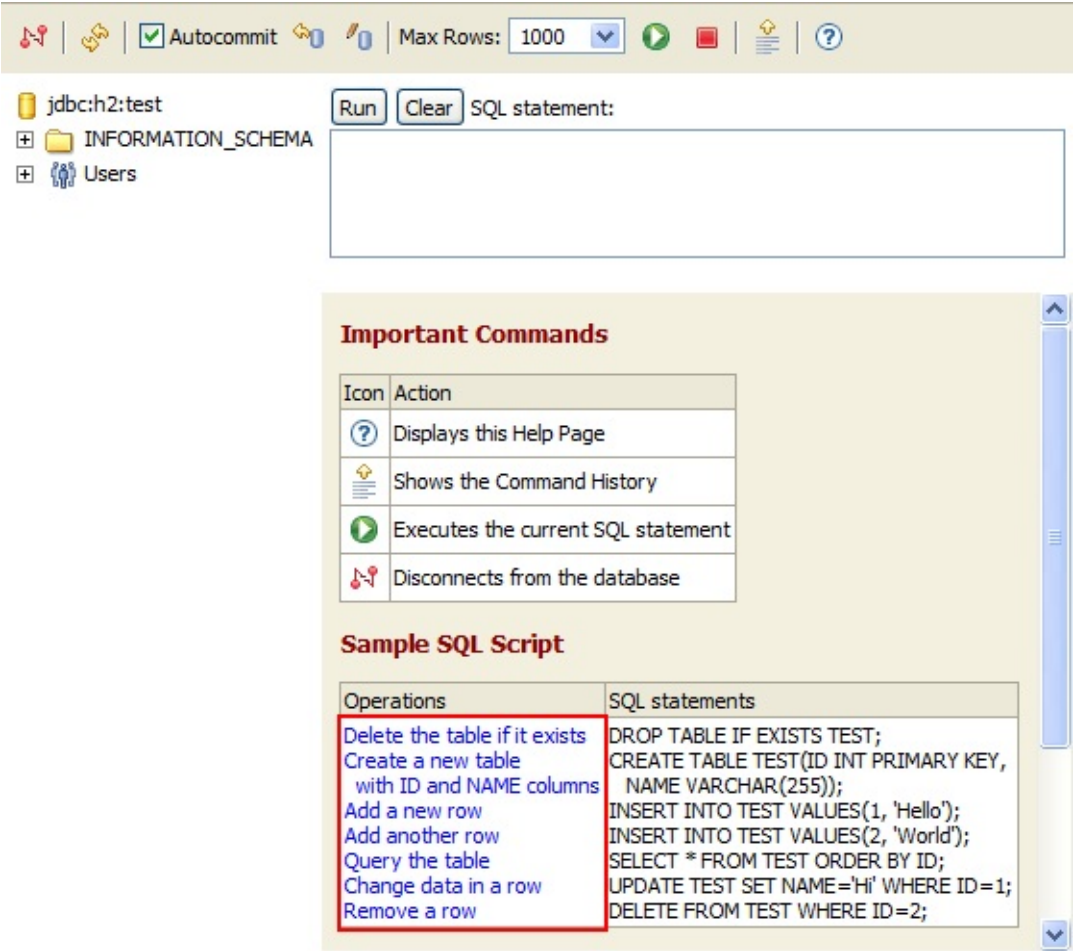 Autocommit Max Rows: 1000
jdbc:h2:test
INFORMATION_SCHEMA
Users
Run Clear SQL statement:
Important Commands
Icon Action
Displays this Help Page
Shows the Command History
Executes the current SQL statement
Disconnects from the database
Sample SQL Script
Operations SQL statements
Delete the table if it exists DROP TABLE IF EXISTS TEST;
Create a new table CREATE TABLE TEST(ID INT PRIMARY KEY,
with ID and NAME columns NAME VARCHAR(255));
Add a new row INSERT INTO TEST VALUES(1, 'Hello');
Add another row INSERT INTO TEST VALUES(2, 'World');
Query the table SELECT * FROM TEST ORDER BY ID;
Change data in a row UPDATE TEST SET NAME='Hi' WHERE ID=1;
Remove a row DELETE FROM TEST WHERE ID=2;